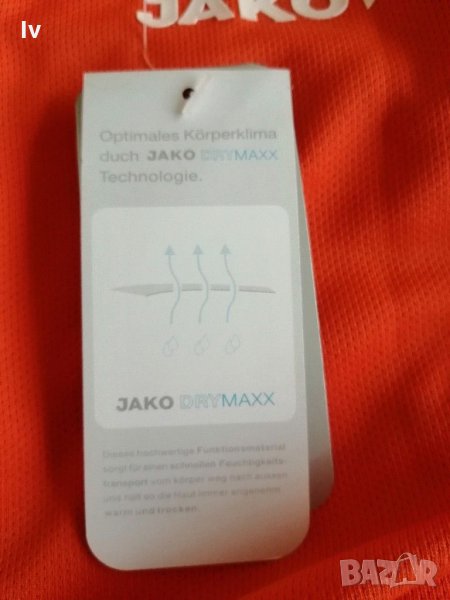 lv
JAKO
Optimales Körperklima
duch JAKO DRYMAXX
Technologie.
JAKO DRYMAXX
Dieses hochwertige Funktionsmaterial
sorgt für einen schnellen Feuchtigkeits-
transport vom körper weg nach aussen
und hält so die Haut immer angenehm
warm und trocken.
BAZAR